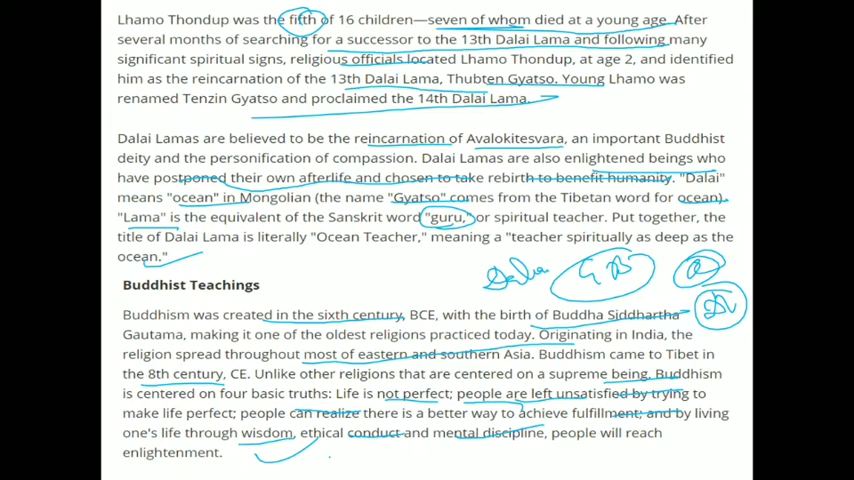 Lhamo Thondup was the fifth of 16 children—seven of whom died at a young age. After
several months of searching for a successor to the 13th Dalai Lama and following many
significant spiritual signs, religious officials located Lhamo Thondup, at age 2, and identified
him as the reincarnation of the 13th Dalai Lama, Thubten Gyatso. Young Lhamo was
renamed Tenzin Gyatso and proclaimed the 14th Dalai Lama.
Dalai Lamas are believed to be the reincarnation of Avalokitesvara, an important Buddhist
deity and the personification of compassion. Dalai Lamas are also enlightened beings who
have postponed their own afterlife and chosen to take rebirth to benefit humanity. "Dalai"
means "ocean" in Mongolian (the name "Gyatso" comes from the Tibetan word for ocean).
"Lama" is the equivalent of the Sanskrit word "guru," or spiritual teacher. Put together, the
title of Dalai Lama is literally "Ocean Teacher," meaning a "teacher spiritually as deep as the
ocean."
Buddhist Teachings
Buddhism was created in the sixth century, BCE, with the birth of Buddha Siddhartha
Gautama, making it one of the oldest religions practiced today. Originating in India, the
religion spread throughout most of eastern and southern Asia. Buddhism came to Tibet in
the 8th century, CE. Unlike other religions that are centered on a supreme being, Buddhism
is centered on four basic truths: Life is not perfect; people are left unsatisfied by trying to
make life perfect; people can realize there is a better way to achieve fulfillment; and by living
one's life through wisdom, ethical conduct and mental discipline, people will reach
enlightenment.